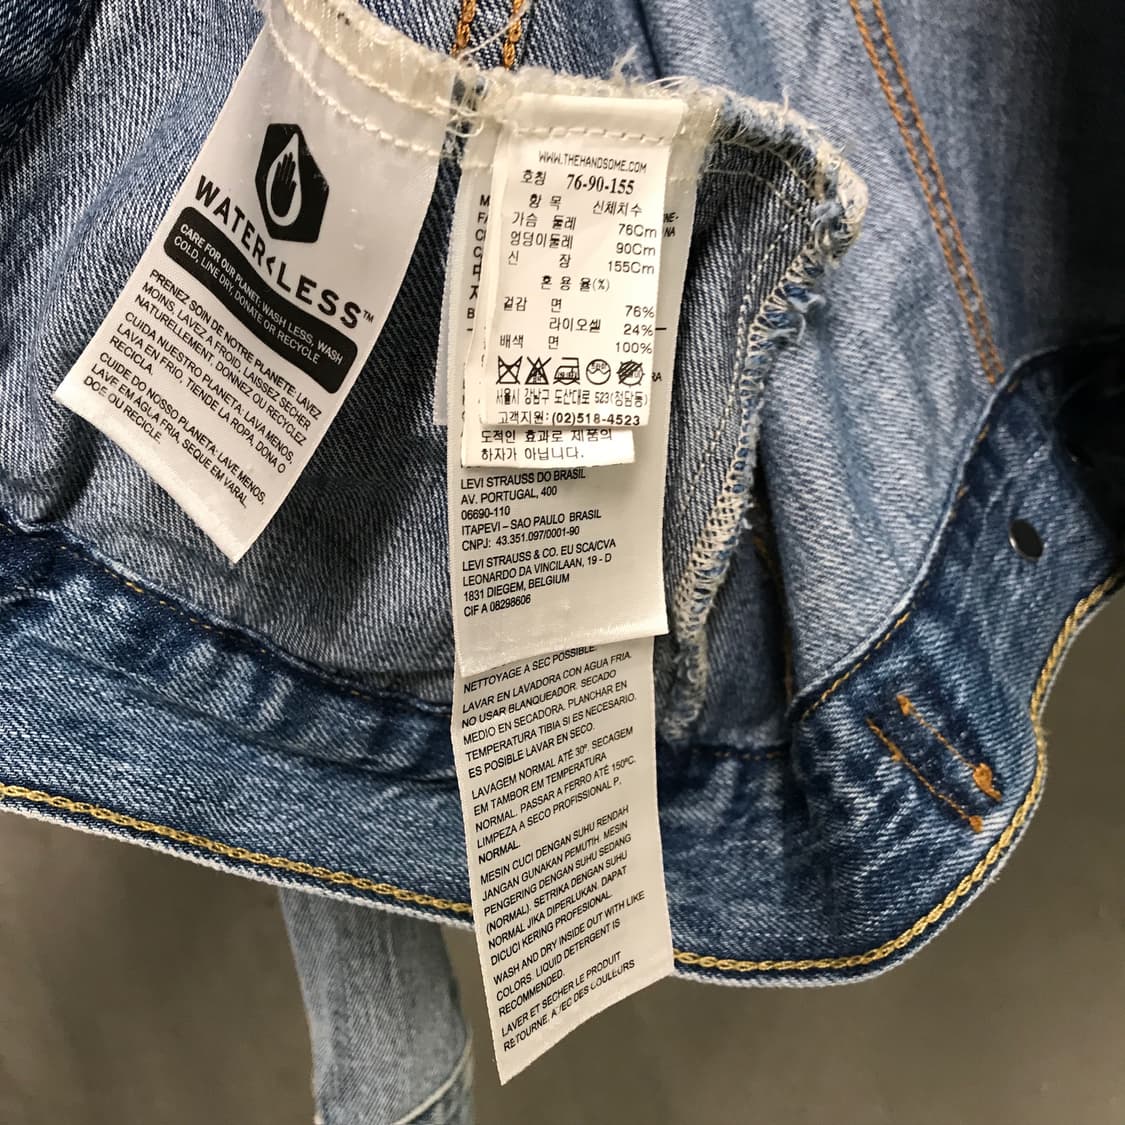 WATER<LESS™
CARE FOR OUR PLANET: WASH LESS, WASH
COLD, LINE DRY, DONATE OR RECYCLE
PRENEZ SOIN DE NOTRE PLANETE: LAVEZ
MOINS, LAVEZ A FROID, LAISSEZ SECHER
NATURELLEMENT, DONNEZ OU RECYCLEZ
CUIDA NUESTRO PLANETA: LAVA MENOS,
LAVA EN FRIO, TIENDE LA ROPA, DONA O
RECICLA.
CUIDE DO NOSSO PLANETA: LAVE MENOS,
LAVE EM AGUA FRIA, SEQUE EM VARAL,
DOE OU RECICLE.
WWW.THEHANDSOME.COM
호칭 76-90-155
항 목 신체치수
가슴 둘레 76Cm
엉덩이둘레 90Cm
신 장 155Cm
혼 용 율(%)
겉감 면 76%
라이오셀 24%
배색 면 100%
서울시 강남구 도산대로 523(청담동)
고객지원: (02)518-4523
도적인 효과로 제품의
하자가 아닙니다.
LEVI STRAUSS DO BRASIL
AV. PORTUGAL, 400
06690-110
ITAPEVI – SAO PAULO BRASIL
CNPJ: 43.351.097/0001-90
LEVI STRAUSS & CO. EU SCA/CVA
LEONARDO DA VINCILAAN, 19 - D
1831 DIEGEM, BELGIUM
CIF A 08298606
NETTOYAGE A SEC POSSIBLE.
LAVAR EN LAVADORA CON AGUA FRIA.
NO USAR BLANQUEADOR. SECADO
MEDIO EN SECADORA. PLANCHAR EN
TEMPERATURA TIBIA SI ES NECESARIO.
ES POSIBLE LAVAR EN SECO.
LAVAGEM NORMAL ATÉ 30º. SECAGEM
EM TAMBOR EM TEMPERATURA
NORMAL. PASSAR A FERRO ATÉ 150ºC.
LIMPEZA A SECO PROFISSIONAL P.
NORMAL.
MESIN CUCI DENGAN SUHU RENDAH
JANGAN GUNAKAN PEMUTIH. MESIN
PENGERING DENGAN SUHU SEDANG
(NORMAL). SETRIKA DENGAN SUHU
NORMAL JIKA DIPERLUKAN. DAPAT
DICUCI KERING PROFESIONAL.
WASH AND DRY INSIDE OUT WITH LIKE
COLORS. LIQUID DETERGENT IS
RECOMMENDED.
LAVER ET SECHER LE PRODUIT
RETOURNE, AVEC DES COULEURS